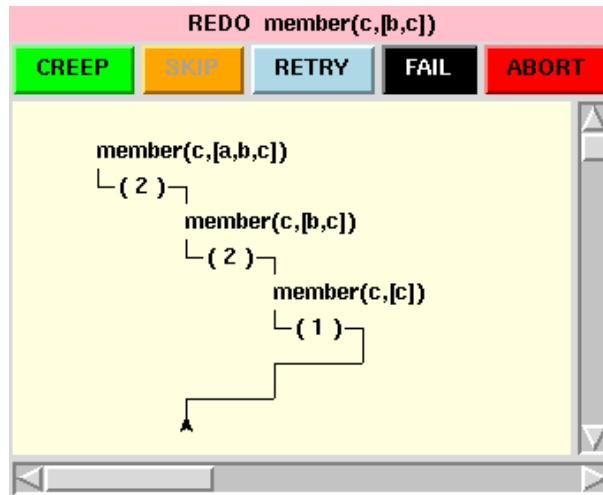 REDO member(c,[b,c])
CREEP SKIP RETRY FAIL ABORT
member(c,[a,b,c])
( 2 )
member(c,[b,c])
( 2 )
member(c,[c])
( 1 )